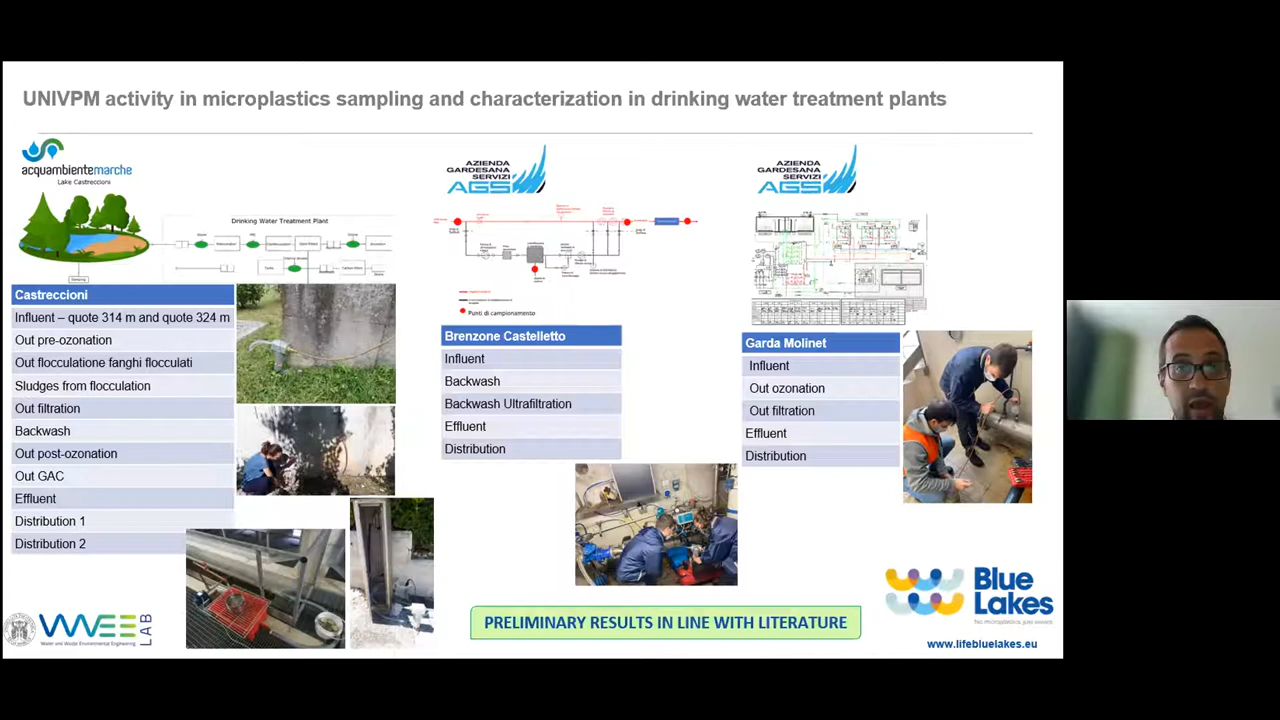 UNIVPM activity in microplastics sampling and characterization in drinking water treatment plants
acquambientemarche
Lake Castreccioni
Drinking Water Treatment Plant
Castreccioni
Influent – quote 314 m and quote 324 m
Out pre-ozonation
Out flocculatione fanghi flocculati
Sludges from flocculation
Out filtration
Backwash
Out post-ozonation
Out GAC
Effluent
Distribution 1
Distribution 2
AZIENDA
GARDESANA
SERVIZI
AGS
Punti di campionamento
Brenzone Castelletto
Influent
Backwash
Backwash Ultrafiltration
Effluent
Distribution
AZIENDA
GARDESANA
SERVIZI
AGS
Garda Molinet
Influent
Out ozonation
Out filtration
Effluent
Distribution
WWEE LAB
Water and Waste Environmental Engineering
PRELIMINARY RESULTS IN LINE WITH LITERATURE
Blue
Lakes
No microplastics, just waves
www.lifebluelakes.eu